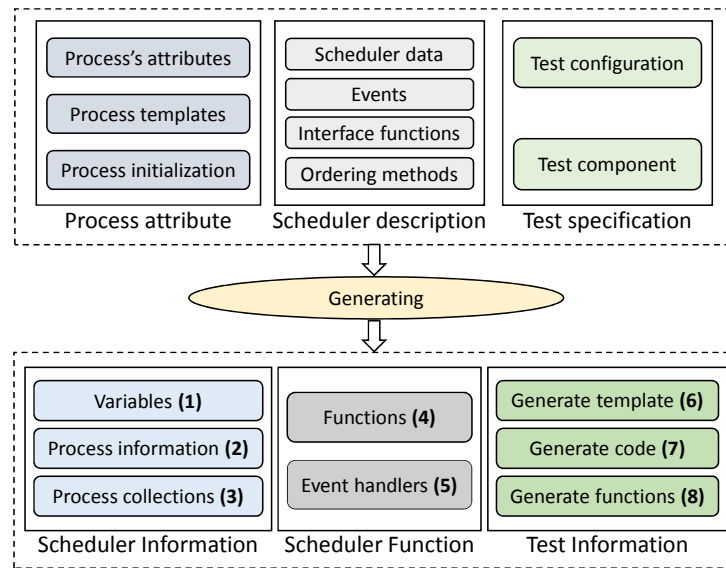 Process's attributes
Process templates
Process initialization
Process attribute
Scheduler data
Events
Interface functions
Ordering methods
Scheduler description
Test configuration
Test component
Test specification
Generating
Variables (1)
Process information (2)
Process collections (3)
Scheduler Information
Functions (4)
Event handlers (5)
Scheduler Function
Generate template (6)
Generate code (7)
Generate functions (8)
Test Information